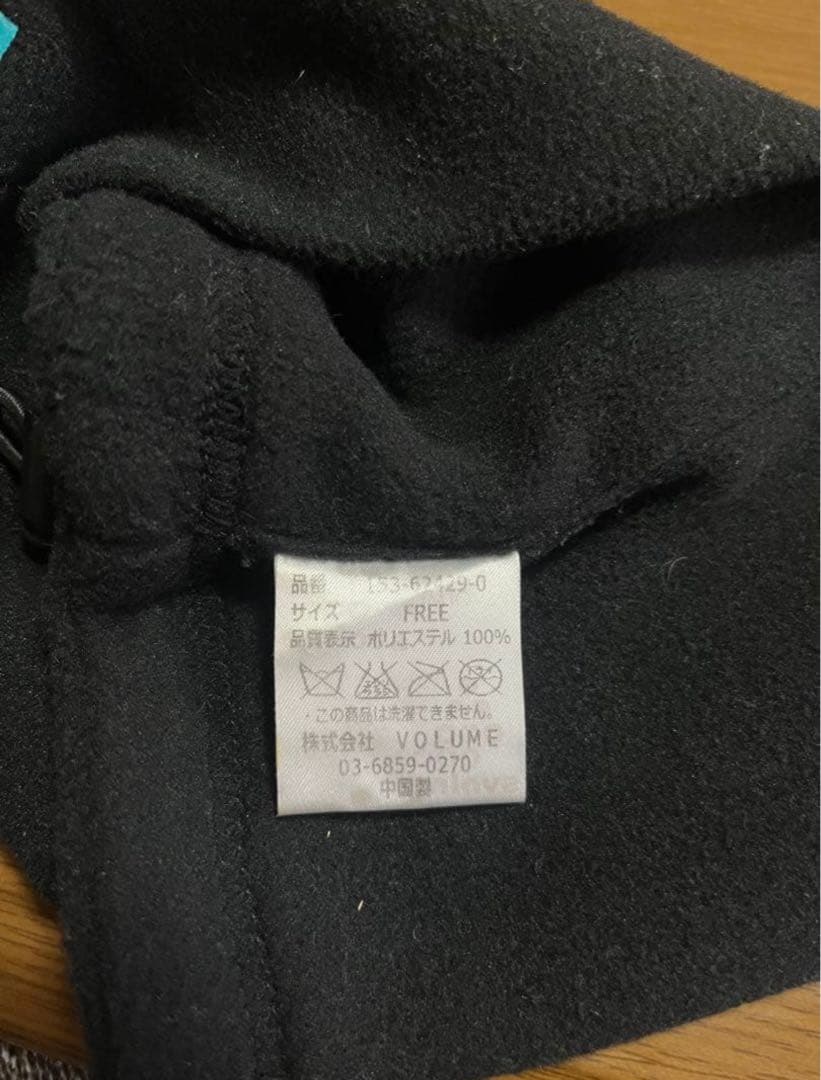 品番 153-62429-0
サイズ FREE
品質表示 ポリエステル 100%
・この商品は洗濯できません。
株式会社 VOLUME
03-6859-0270
中国製